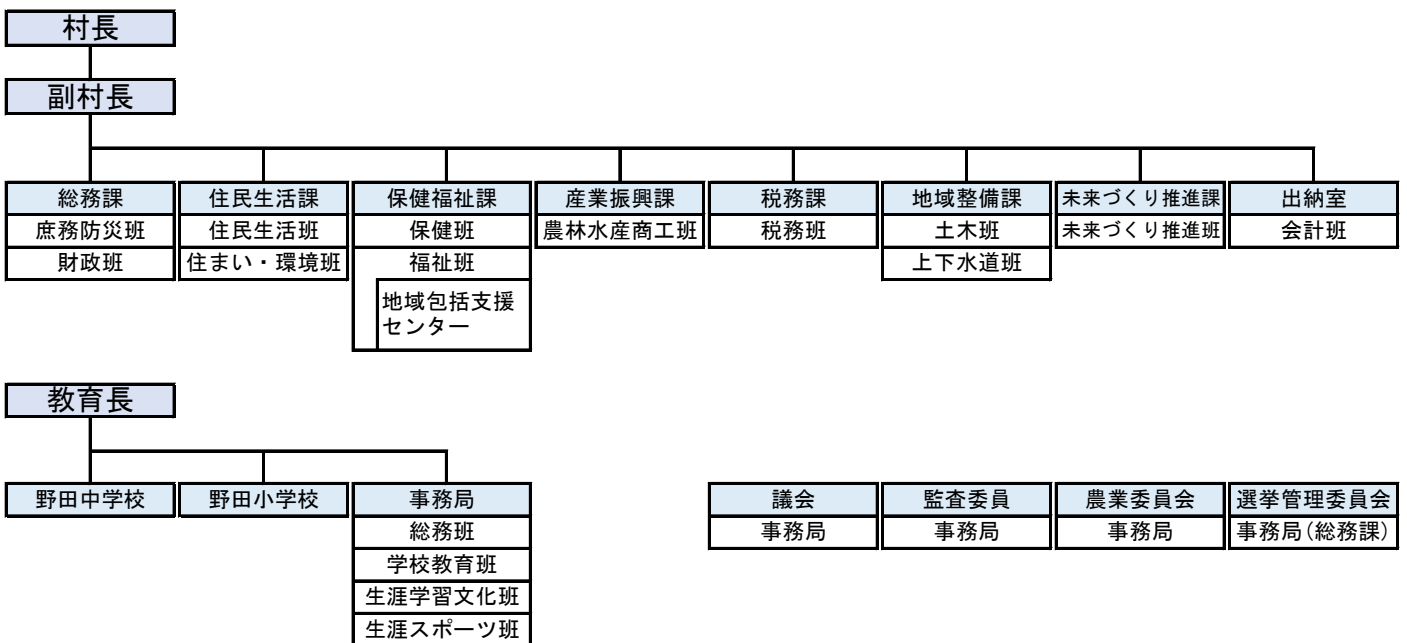 村長
副村長
総務課 住民生活課 保健福祉課 産業振興課 税務課 地域整備課 未来づくり推進課 出納室
庶務防災班 住民生活班 保健班 農林水産商工班 税務班 土木班 未来づくり推進班 会計班
財政班 住まい・環境班 福祉班 上下水道班
地域包括支援
センター
教育長
野田中学校 野田小学校 事務局 議会 監査委員 農業委員会 選挙管理委員会
総務班 事務局 事務局 事務局 事務局(総務課)
学校教育班
生涯学習文化班
生涯スポーツ班